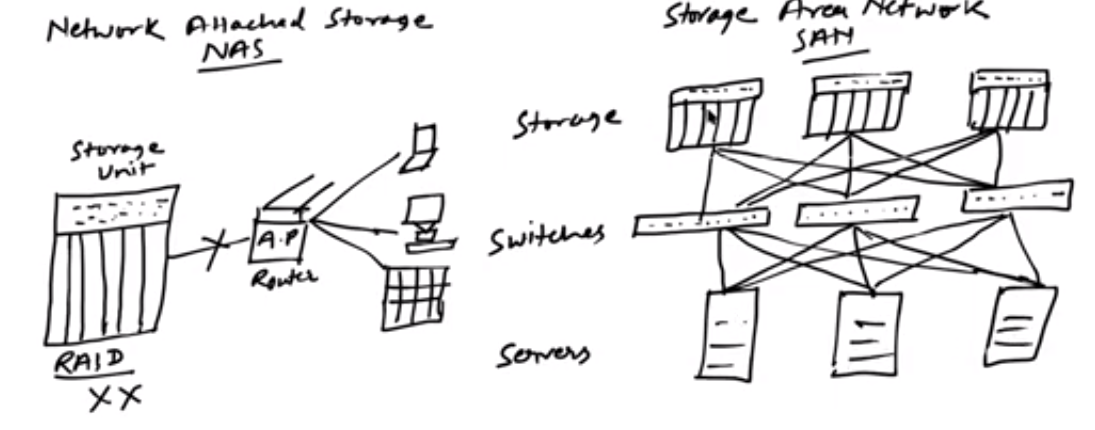 Network Attached Storage
NAS
Storage
Unit
A.P
Router
RAID
XX
Storage Area Network
SAN
Storage
Switches
Servers